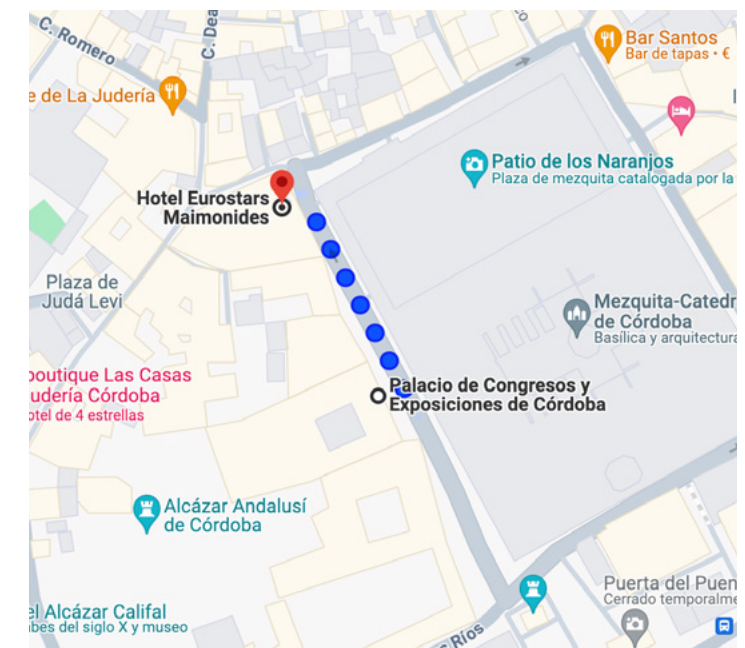 C. Romero
C. Dea
co
Bar Santos
Bar de tapas • €
e de La Judería
Patio de los Naranjos
Plaza de mezquita catalogada por la
Hotel Eurostars
Maimonides
Plaza de
Judá Levi
Mezquita-Catedr
de Córdoba
Basílica y arquitectura
boutique Las Casas
udería Córdoba
otel de 4 estrellas
Palacio de Congresos y
Exposiciones de Córdoba
Alcázar Andalusí
de Córdoba
Puerta del Puen
Cerrado temporalme
el Alcázar Califal
abes del siglo X y museo
Ríos